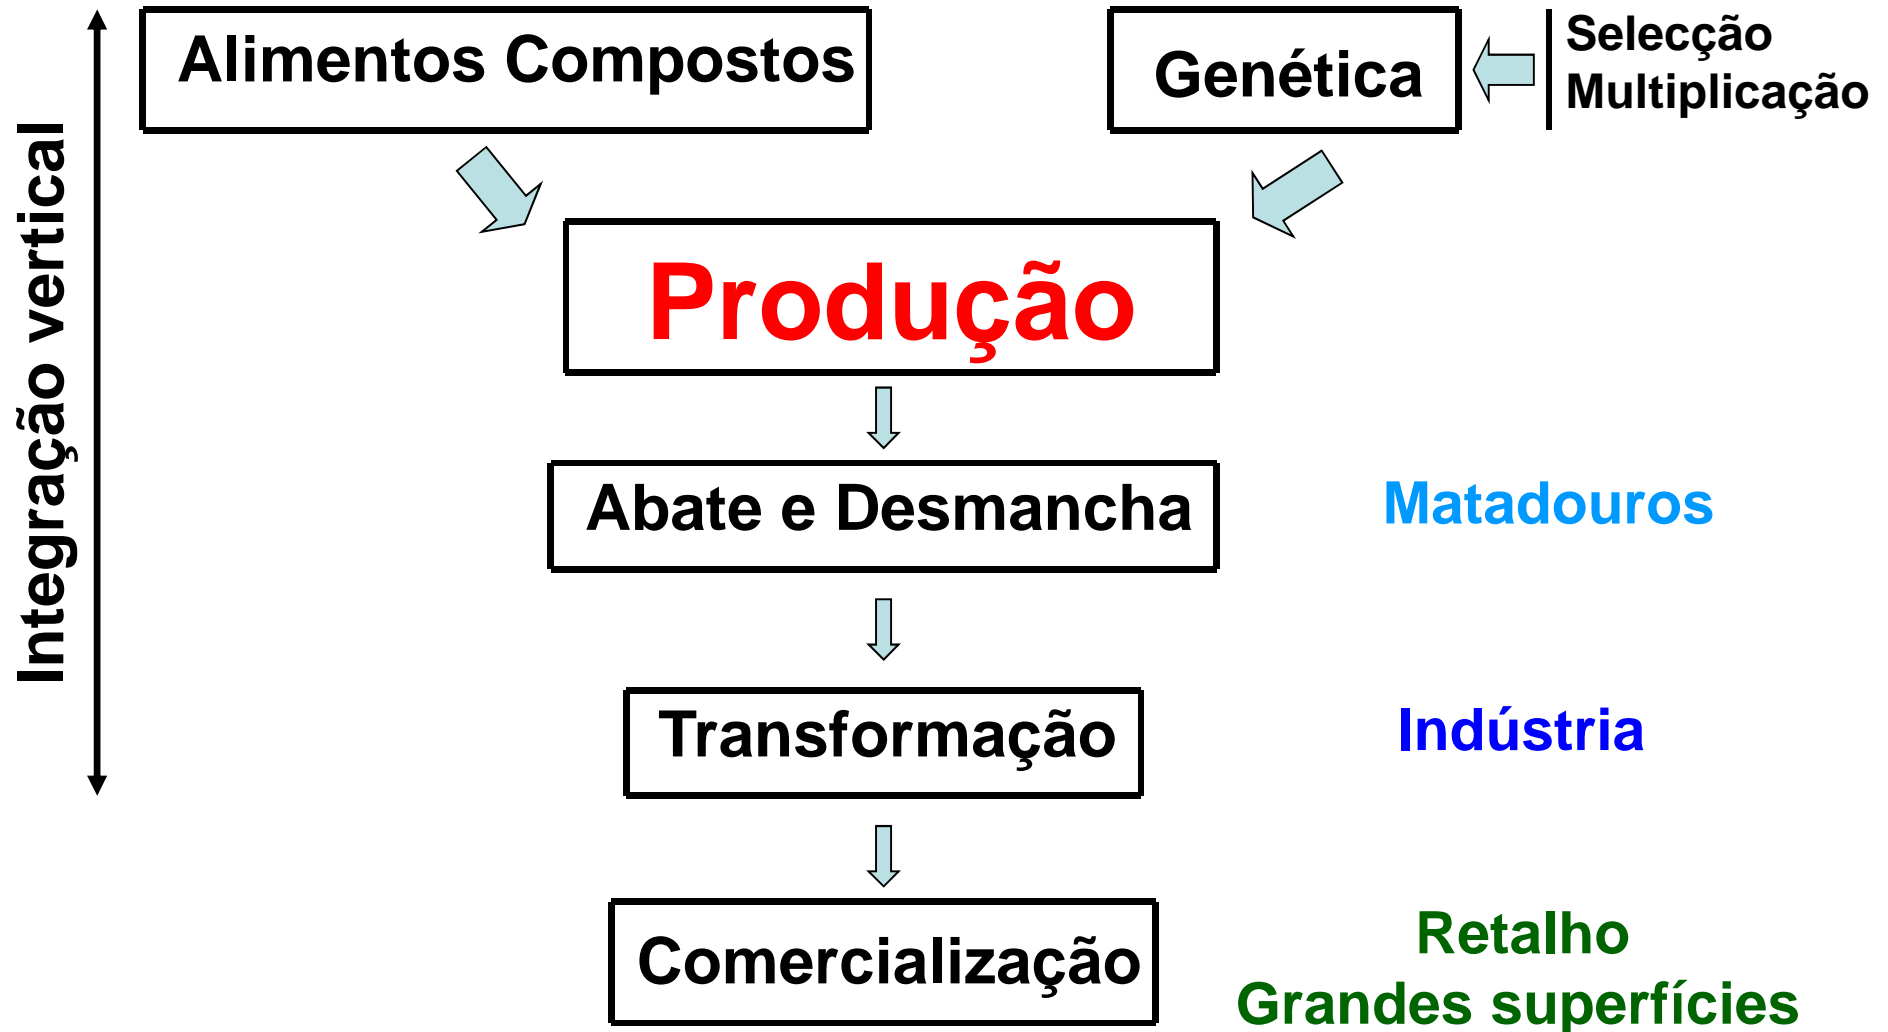 Integração vertical
Alimentos Compostos
Genética
Selecção
Multiplicação
Produção
Abate e Desmancha
Matadouros
Transformação
Indústria
Comercialização
Retalho
Grandes superfícies